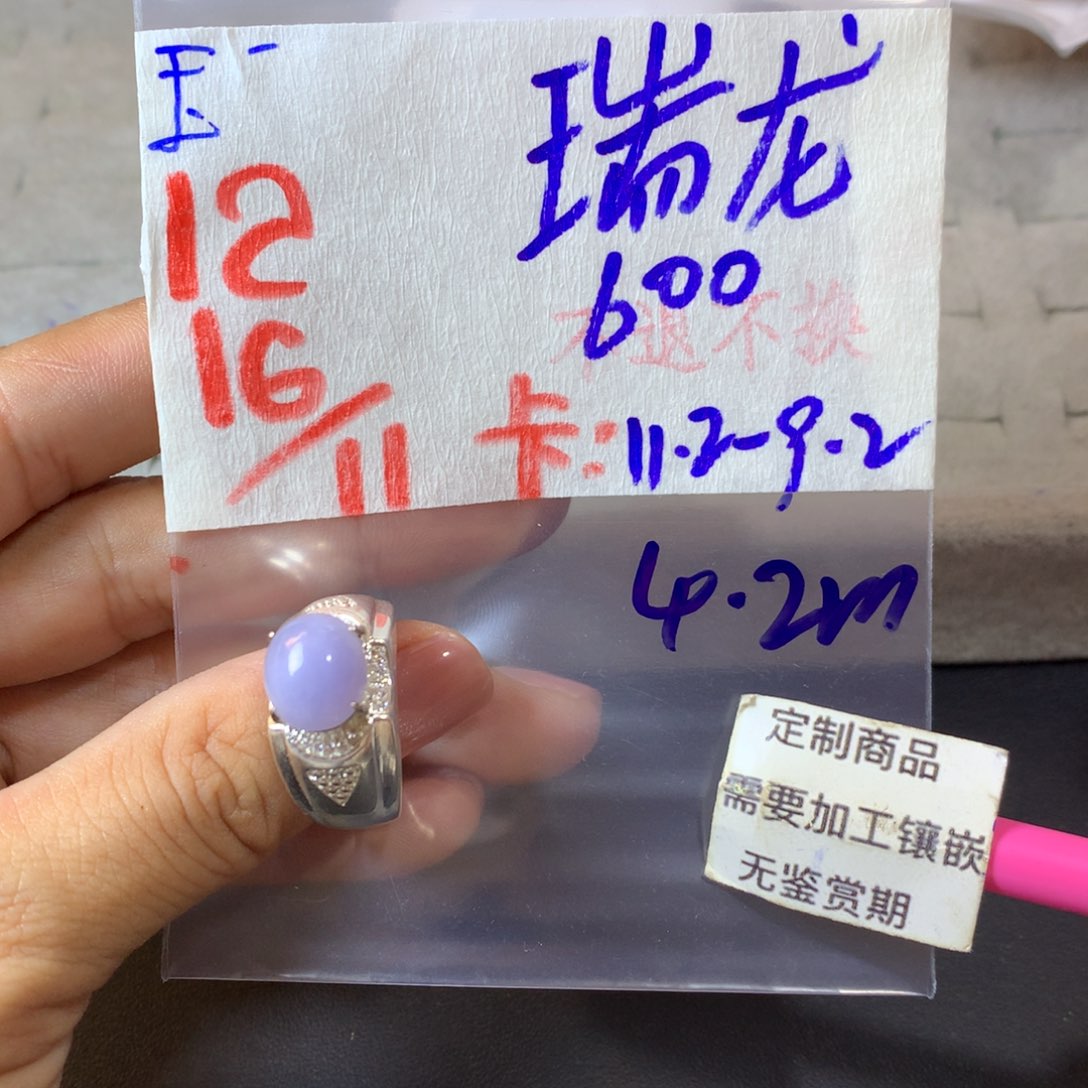 玉
瑞龙
12
600
不退不换
16/11
卡:11.2-9.2
4.2m
定制商品
需要加工镶嵌
无鉴赏期